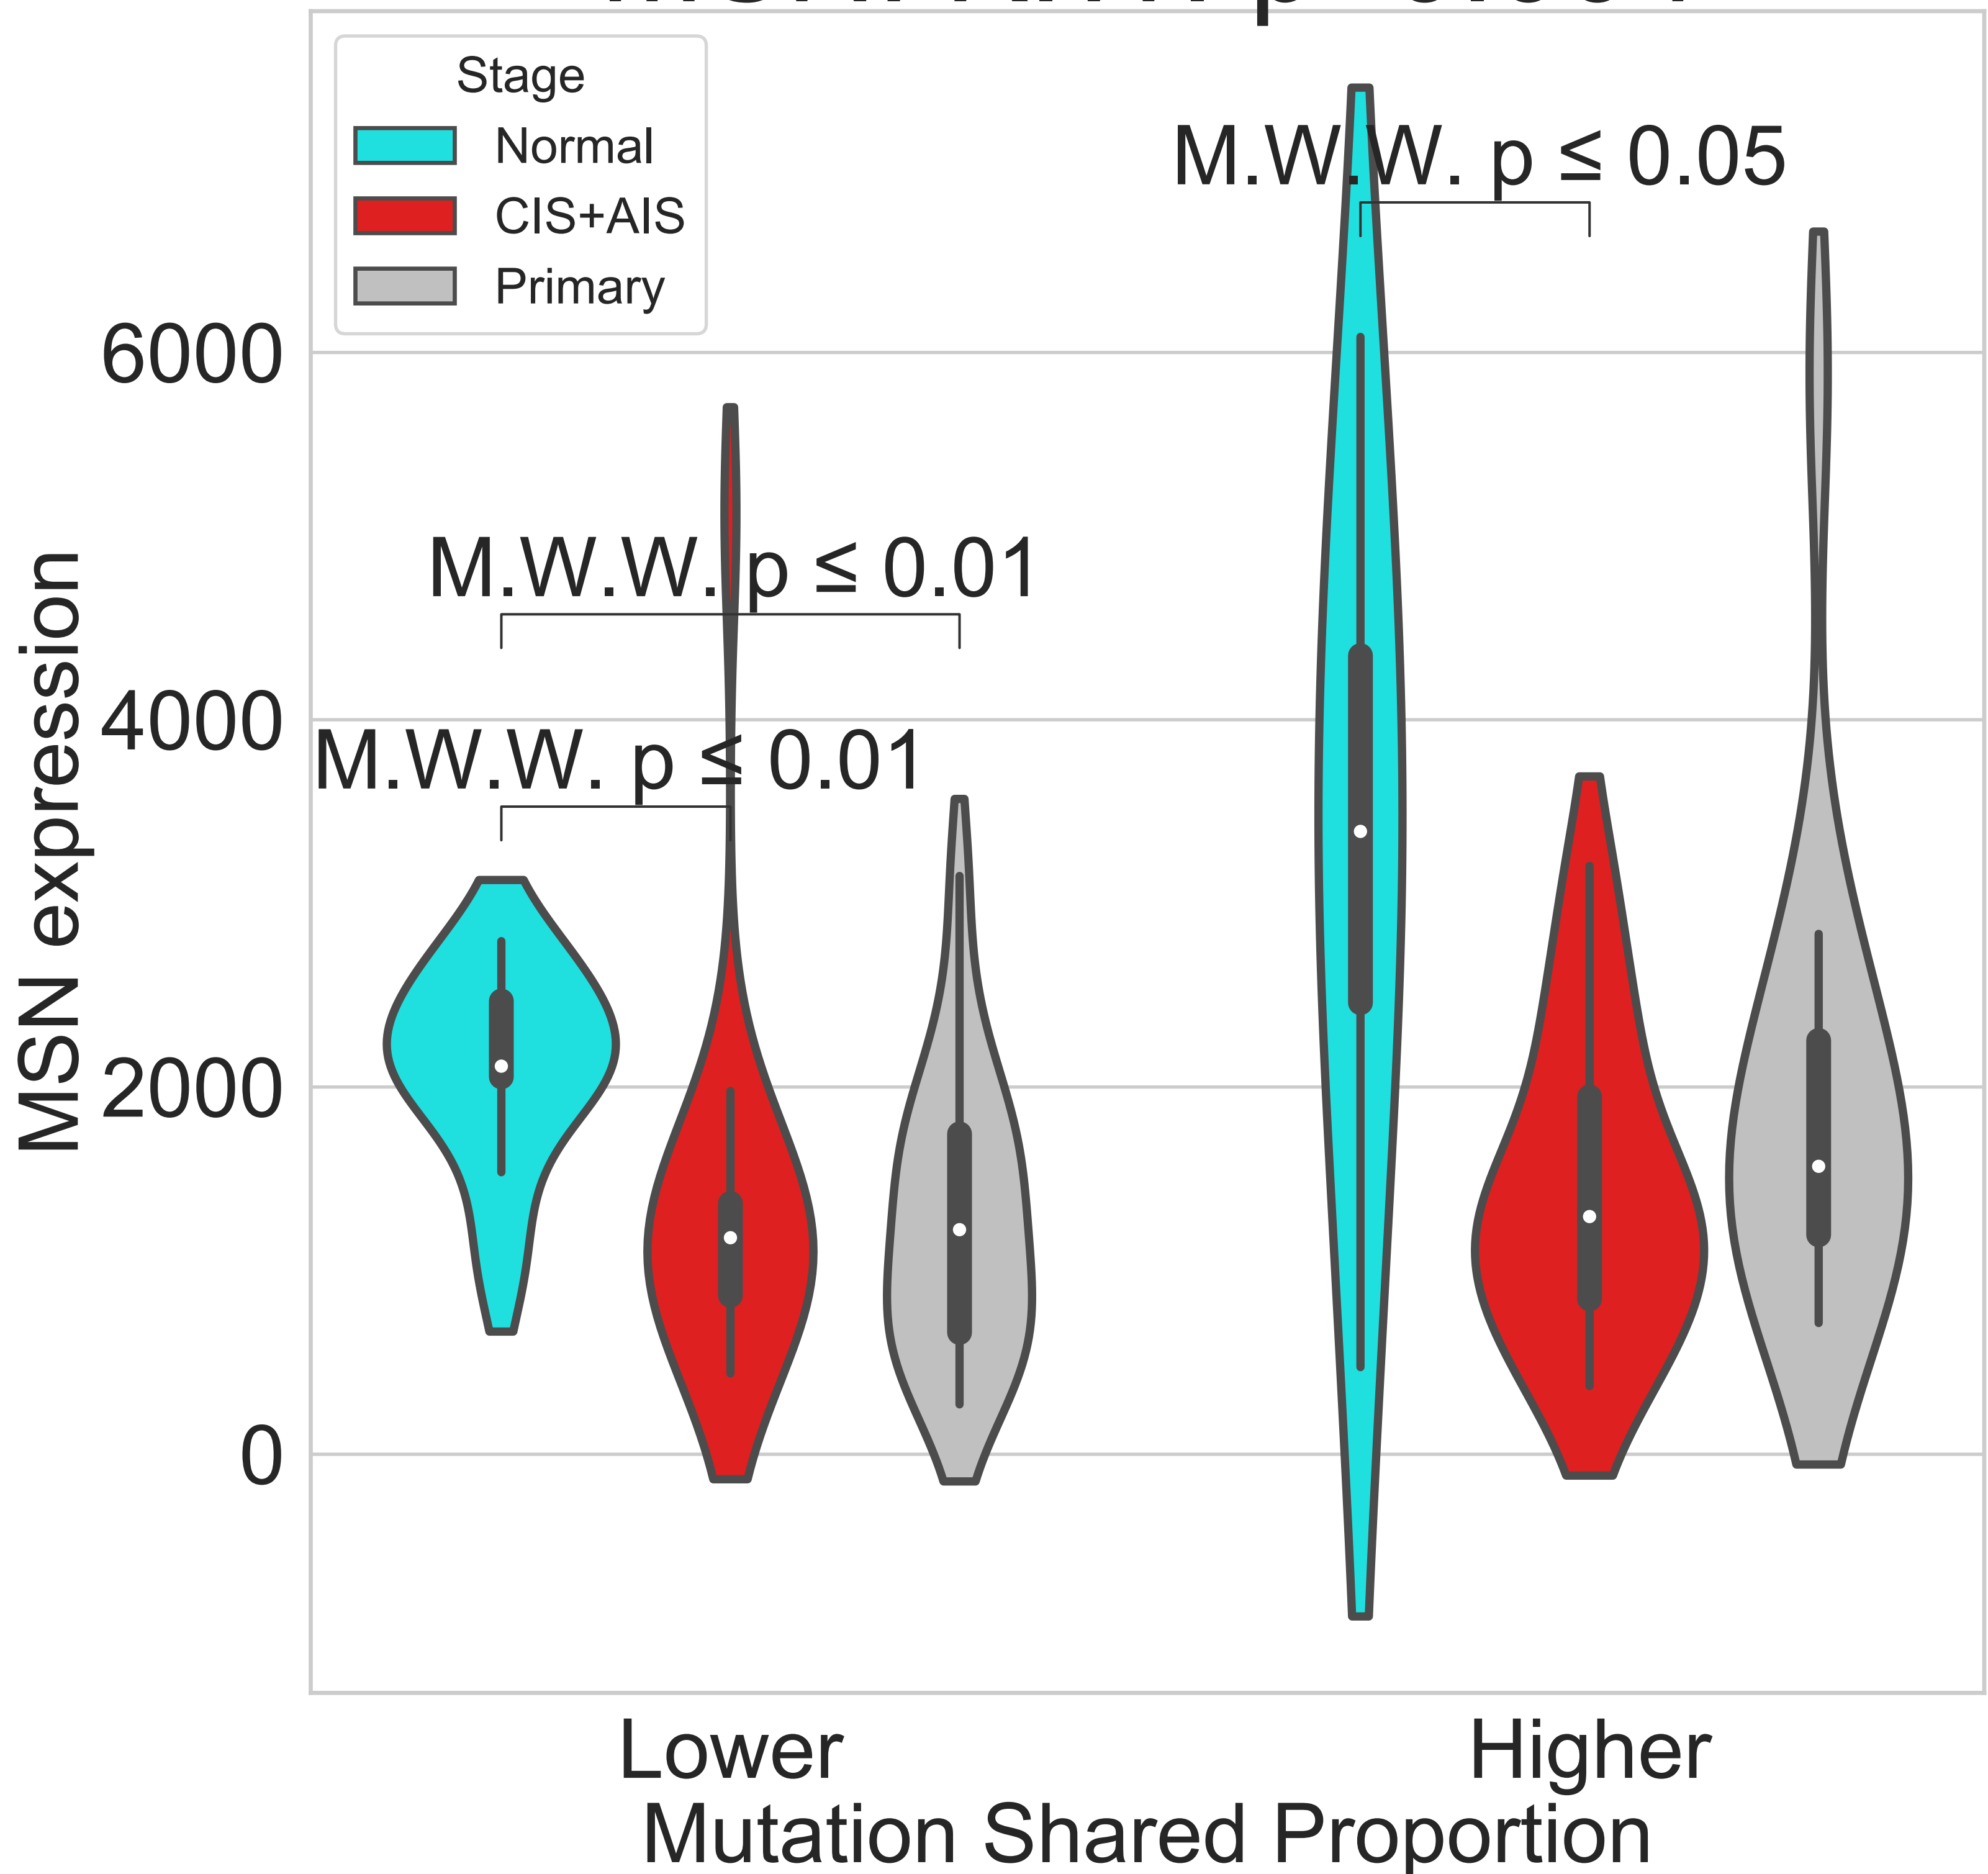 Stage
Normal
CIS+AIS
Primary
M.W.W. p ≤ 0.05
M.W.W. p ≤ 0.01
M.W.W. p ≤ 0.01
6000
4000
2000
0
MSN expression
Lower
Higher
Mutation Shared Proportion